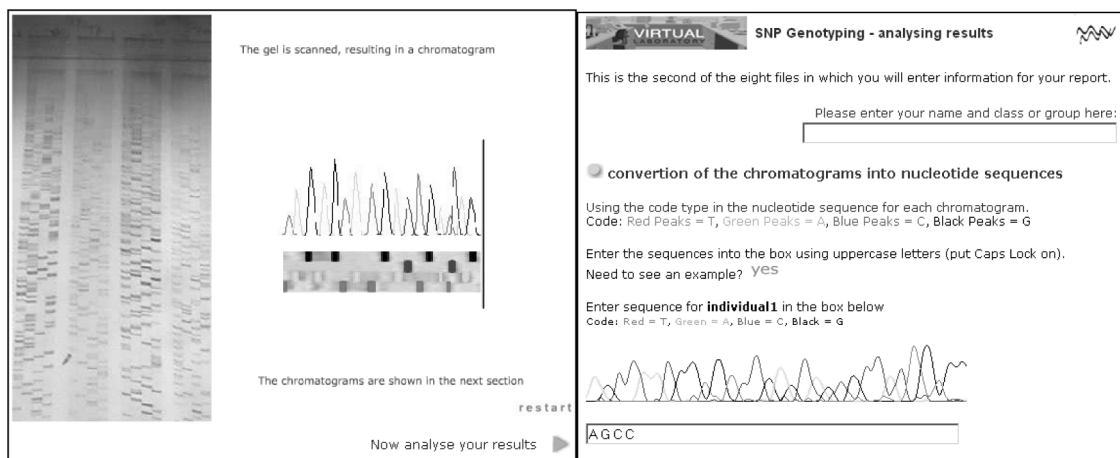 The gel is scanned, resulting in a chromatogram
The chromatograms are shown in the next section
restart
Now analyse your results
VIRTUAL
LABORATORY
SNP Genotyping - analysing results
This is the second of the eight files in which you will enter information for your report.
Please enter your name and class or group here:
convertion of the chromatograms into nucleotide sequences
Using the code type in the nucleotide sequence for each chromatogram.
Code: Red Peaks = T, Green Peaks = A, Blue Peaks = C, Black Peaks = G
Enter the sequences into the box using uppercase letters (put Caps Lock on).
Need to see an example? yes
Enter sequence for individual1 in the box below
Code: Red = T, Green = A, Blue = C, Black = G
AGCC